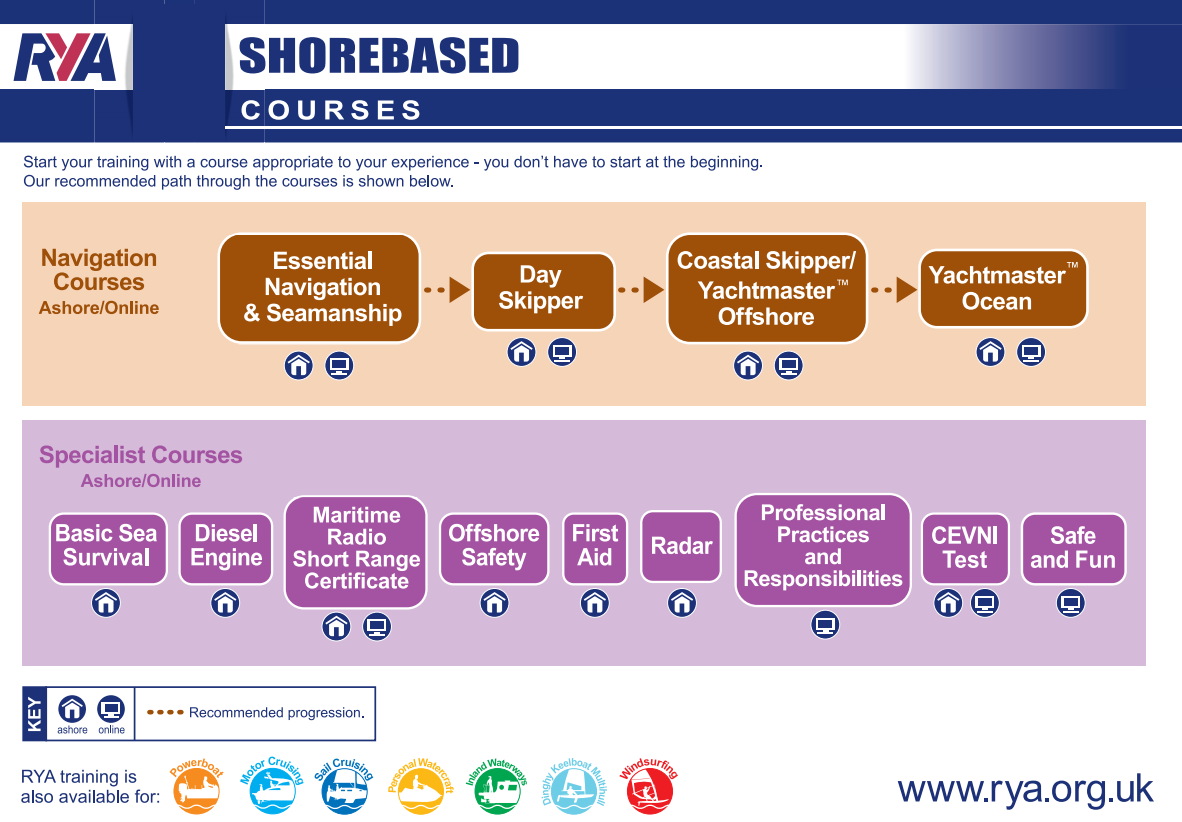 RYA
SHOREBASED
COURSES
Start your training with a course appropriate to your experience - you don't have to start at the beginning.
Our recommended path through the courses is shown below.
Navigation
Courses
Ashore/Online
Essential
Navigation
& Seamanship
Day
Skipper
Coastal Skipper/
Yachtmaster™
Offshore
Yachtmaster™
Ocean
Specialist Courses
Ashore/Online
Basic Sea
Survival
Diesel
Engine
Maritime
Radio
Short Range
Certificate
Offshore
Safety
First
Aid
Radar
Professional
Practices
and
Responsibilities
CEVNI
Test
Safe
and Fun
KEY
ashore
online
Recommended progression.
RYA training is
also available for:
Powerboat
Motor Cruising
Sail Cruising
Personal Watercraft
Inland Waterways
Dinghy Keelboat Multihull
Windsurfing
www.rya.org.uk